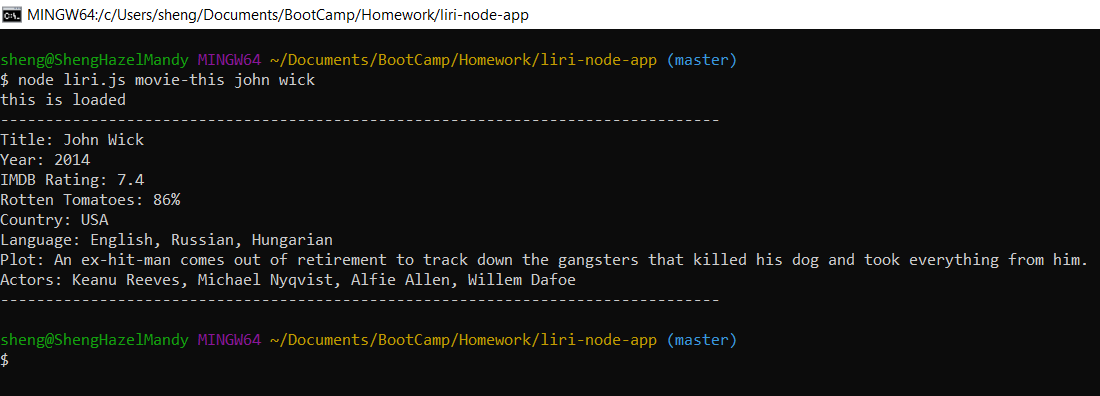 MINGW64:/c/Users/sheng/Documents/BootCamp/Homework/liri-node-app
sheng@ShengHazelMandy MINGW64 ~/Documents/BootCamp/Homework/liri-node-app (master)
$ node liri.js movie-this john wick
this is loaded
--------------------------------------------------------------------------------
Title: John Wick
Year: 2014
IMDB Rating: 7.4
Rotten Tomatoes: 86%
Country: USA
Language: English, Russian, Hungarian
Plot: An ex-hit-man comes out of retirement to track down the gangsters that killed his dog and took everything from him.
Actors: Keanu Reeves, Michael Nyqvist, Alfie Allen, Willem Dafoe
--------------------------------------------------------------------------------
sheng@ShengHazelMandy MINGW64 ~/Documents/BootCamp/Homework/liri-node-app (master)
$